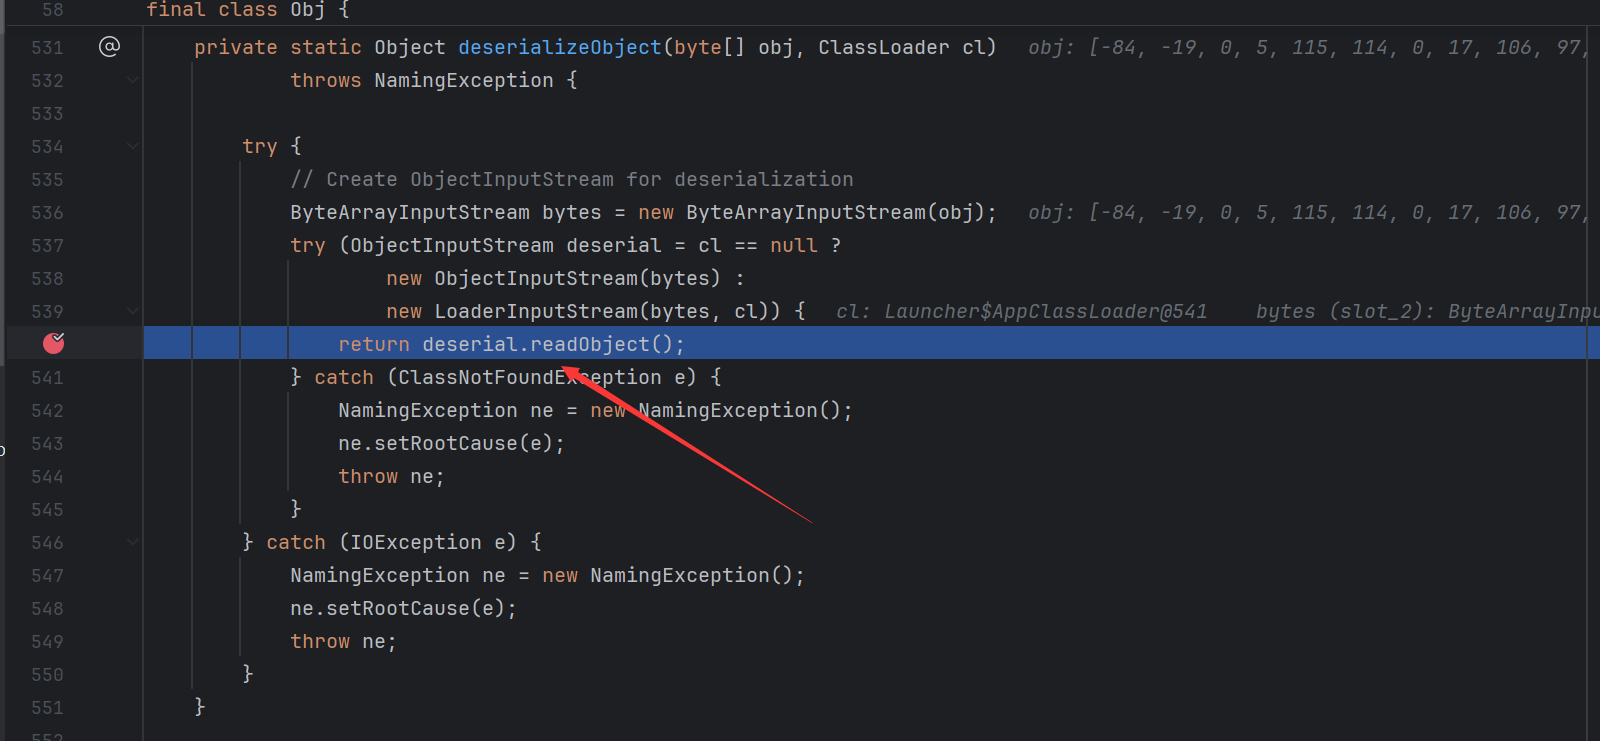 58 final class Obj {
531 @ private static Object deserializeObject(byte[] obj, ClassLoader cl) obj: [-84, -19, 0, 5, 115, 114, 0, 17, 106, 97,
532 throws NamingException {
533
534 try {
535 // Create ObjectInputStream for deserialization
536 ByteArrayInputStream bytes = new ByteArrayInputStream(obj); obj: [-84, -19, 0, 5, 115, 114, 0, 17, 106, 97,
537 try (ObjectInputStream deserial = cl == null ?
538 new ObjectInputStream(bytes) :
539 new LoaderInputStream(bytes, cl)) { cl: Launcher$AppClassLoader@541 bytes (slot_2): ByteArrayInpu
return deserial.readObject();
541 } catch (ClassNotFoundException e) {
542 NamingException ne = new NamingException();
543 ne.setRootCause(e);
544 throw ne;
545 }
546 } catch (IOException e) {
547 NamingException ne = new NamingException();
548 ne.setRootCause(e);
549 throw ne;
550 }
551 }
552